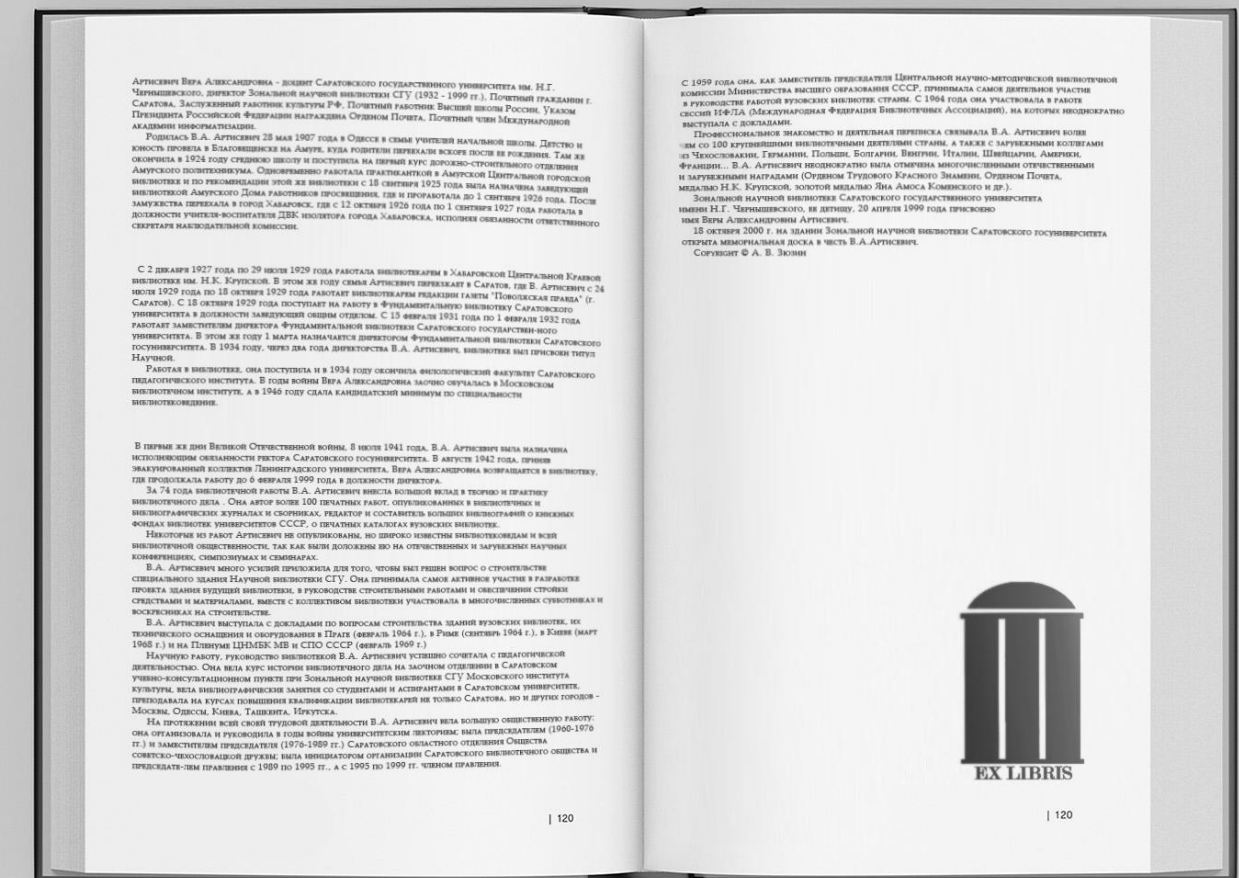 Артисевич Вера Александровна - доцент Саратовского государственного университета им. Н.Г.
Чернышевского, директор Зональной научной библиотеки СГУ (1932 - 1999 гг.), Почетный гражданин г.
Саратова, Заслуженный работник культуры РФ, Почетный работник Высшей школы России, Указом
Президента Российской Федерации награждена Орденом Почета, Почетный член Международной
академии информатизации.
Родилась В.А. Артисевич 28 мая 1907 года в Одессе в семье учителей начальной школы. Детство и
юность провела в Благовещенске на Амуре, куда родители переехали вскоре после ее рождения. Там же
окончила в 1924 году среднюю школу и поступила на первый курс дорожно-строительного отделения
Амурского политехникума. Одновременно работала практиканткой в Амурской Центральной городской
библиотеке и по рекомендации этой же библиотеки с 18 сентября 1925 года была назначена заведующей
библиотекой Амурского Дома работников просвещения, где и проработала до 1 сентября 1926 года. После
замужества переехала в город Хабаровск, где с 12 октября 1926 года по 1 сентября 1927 года работала в
должности учителя-воспитателя ДВК изолятора города Хабаровска, исполняя обязанности ответственного
секретаря наблюдательной комиссии.
С 2 декабря 1927 года по 29 июля 1929 года работала библиотекарем в Хабаровской Центральной Краевой
библиотеке им. Н.К. Крупской. В этом же году семья Артисевич переезжает в Саратов, где В. Артисевич с 24
июля 1929 года по 18 октября 1929 года работает библиотекарем редакции газеты "Поволжская правда" (г.
Саратов). С 18 октября 1929 года поступает на работу в Фундаментальную библиотеку Саратовского
университета в должности заведующей общим отделом. С 15 февраля 1931 года по 1 февраля 1932 года
работает заместителем директора Фундаментальной библиотеки Саратовского государствен-ного
университета. В этом же году 1 марта назначается директором Фундаментальной библиотеки Саратовского
госуниверситета. В 1934 году, через два года директорства В.А. Артисевич, библиотеке был присвоен титул
Научной.
Работая в библиотеке, она поступила и в 1934 году окончила филологический факультет Саратовского
педагогического института. В годы войны Вера Александровна заочно обучалась в Московском
библиотечном институте, а в 1946 году сдала кандидатский минимум по специальности
библиотековедение.
В первые же дни Великой Отечественной войны, 8 июля 1941 года, В.А. Артисевич была назначена
исполняющим обязанности ректора Саратовского госуниверситета. В августе 1942 года, приняв
эвакуированный коллектив Ленинградского университета, Вера Александровна возвращается в библиотеку,
где продолжала работу до 6 февраля 1999 года в должности директора.
За 74 года библиотечной работы В.А. Артисевич внесла большой вклад в теорию и практику
библиотечного дела . Она автор более 100 печатных работ, опубликованных в библиотечных и
библиографических журналах и сборниках, редактор и составитель больших библиографий о книжных
фондах библиотек университетов СССР, о печатных каталогах вузовских библиотек.
Некоторые из работ Артисевич не опубликованы, но широко известны библиотековедам и всей
библиотечной общественности, так как были доложены ею на отечественных и зарубежных научных
конференциях, симпозиумах и семинарах.
В.А. Артисевич много усилий приложила для того, чтобы был решен вопрос о строительстве
специального здания Научной библиотеки СГУ. Она принимала самое активное участие в разработке
проекта здания будущей библиотеки, в руководстве строительными работами и обеспечении стройки
средствами и материалами, вместе с коллективом библиотеки участвовала в многочисленных субботниках и
воскресниках на строительстве.
В.А. Артисевич выступала с докладами по вопросам строительства зданий вузовских библиотек, их
технического оснащения и оборудования в Праге (февраль 1964 г.), в Риме (сентябрь 1964 г.), в Киеве (март
1968 г.) и на Пленуме ЦНМБК МВ и СПО СССР (февраль 1969 г.)
Научную работу, руководство библиотекой В.А. Артисевич успешно сочетала с педагогической
деятельностью. Она вела курс истории библиотечного дела на заочном отделении в Саратовском
учебно-консультационном пункте при Зональной научной библиотеке СГУ Московского института
культуры, вела библиографические занятия со студентами и аспирантами в Саратовском университете,
преподавала на курсах повышения квалификации библиотекарей не только Саратова, но и других городов -
Москвы, Одессы, Киева, Ташкента, Иркутска.
На протяжении всей своей трудовой деятельности В.А. Артисевич вела большую общественную работу:
она организовала и руководила в годы войны университетским лекторием; была председателем (1960-1976
гг.) и заместителем председателя (1976-1989 гг.) Саратовского областного отделения Общества
советско-чехословацкой дружбы; была инициатором организации Саратовского библиотечного общества и
председате-лем правления с 1989 по 1995 гг., а с 1995 по 1999 гг. членом правления.
| 120
С 1959 года она, как заместитель председателя Центральной научно-методической библиотечной
комиссии Министерства высшего образования СССР, принимала самое деятельное участие
в руководстве работой вузовских библиотек страны. С 1964 года она участвовала в работе
сессий ИФЛА (Международная Федерация Библиотечных Ассоциаций), на которых неоднократно
выступала с докладами.
Профессиональное знакомство и деятельная переписка связывала В.А. Артисевич более
чем со 100 крупнейшими библиотечными деятелями страны, а также с зарубежными коллегами
из Чехословакии, Германии, Польши, Болгарии, Венгрии, Италии, Швейцарии, Америки,
Франции... В.А. Артисевич неоднократно была отмечена многочисленными отечественными
и зарубежными наградами (Орденом Трудового Красного Знамени, Орденом Почета,
медалью Н.К. Крупской, золотой медалью Яна Амоса Коменского и др.).
Зональной научной библиотеке Саратовского государственного университета
имени Н.Г. Чернышевского, ее детищу, 20 апреля 1999 года присвоено
имя Веры Александровны Артисевич.
18 октября 2000 г. на здании Зональной научной библиотеки Саратовского госуниверситета
открыта мемориальная доска в честь В.А.Артисевич.
Copyright © А. В. Зюзин
EX LIBRIS
| 120